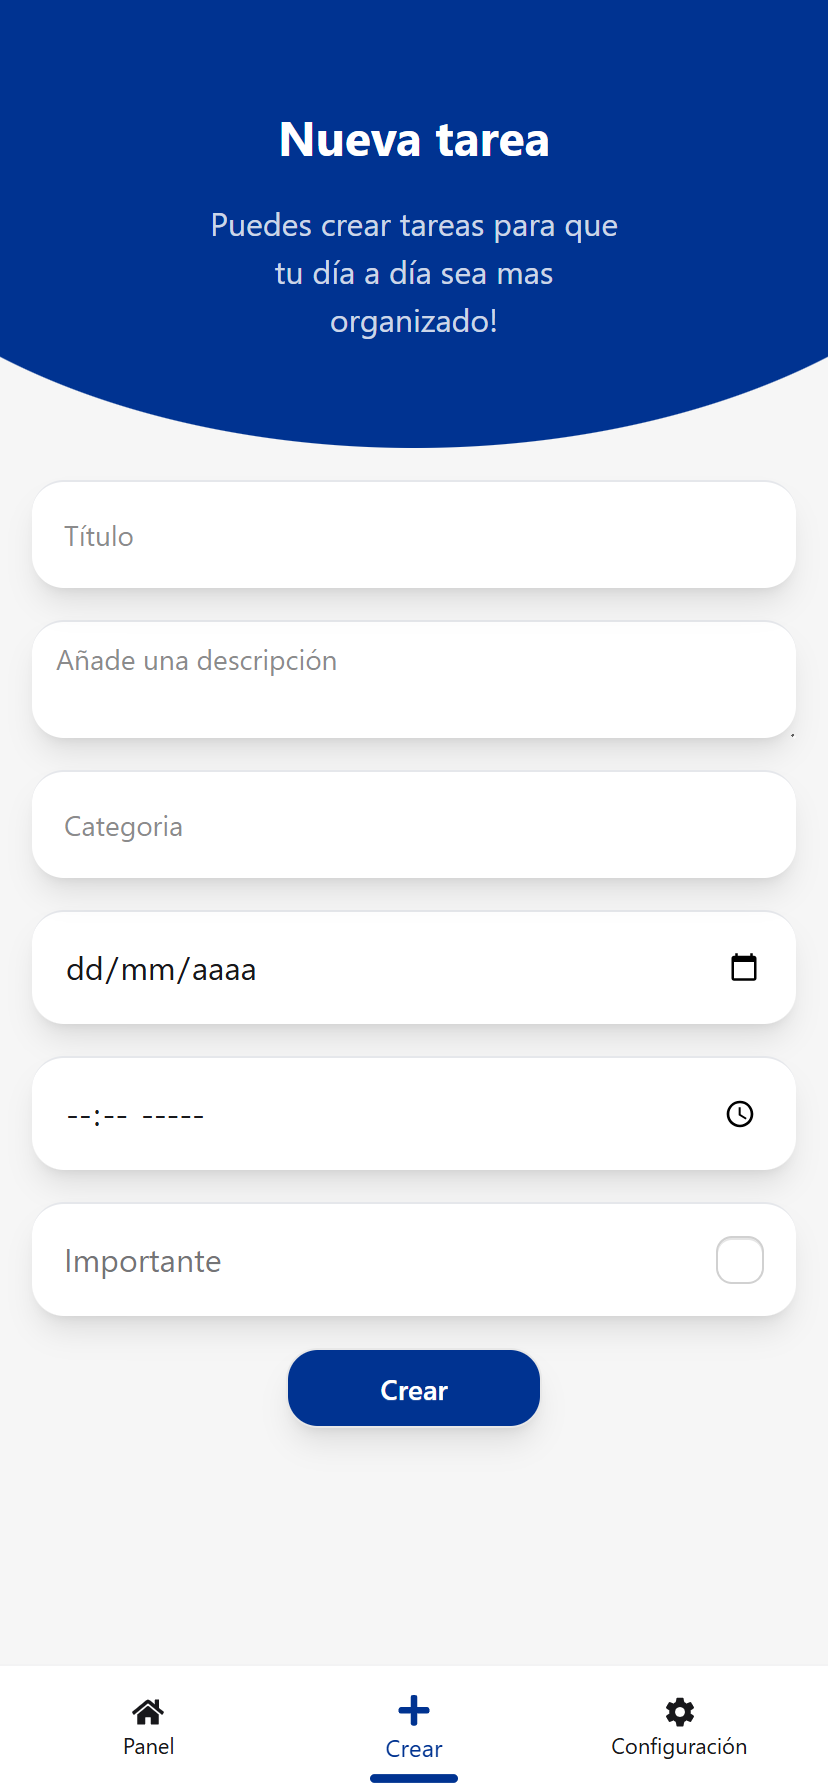 Nueva tarea
Puedes crear tareas para que
tu día a día sea mas
organizado!
Título
Añade una descripción
Categoria
dd/mm/aaaa
--:-- -----
Importante
Crear
Panel
Crear
Configuración